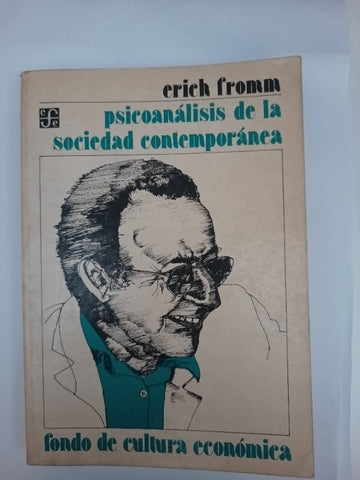 erich fromm
psicoanálisis de la
sociedad contemporánea
fondo de cultura económica